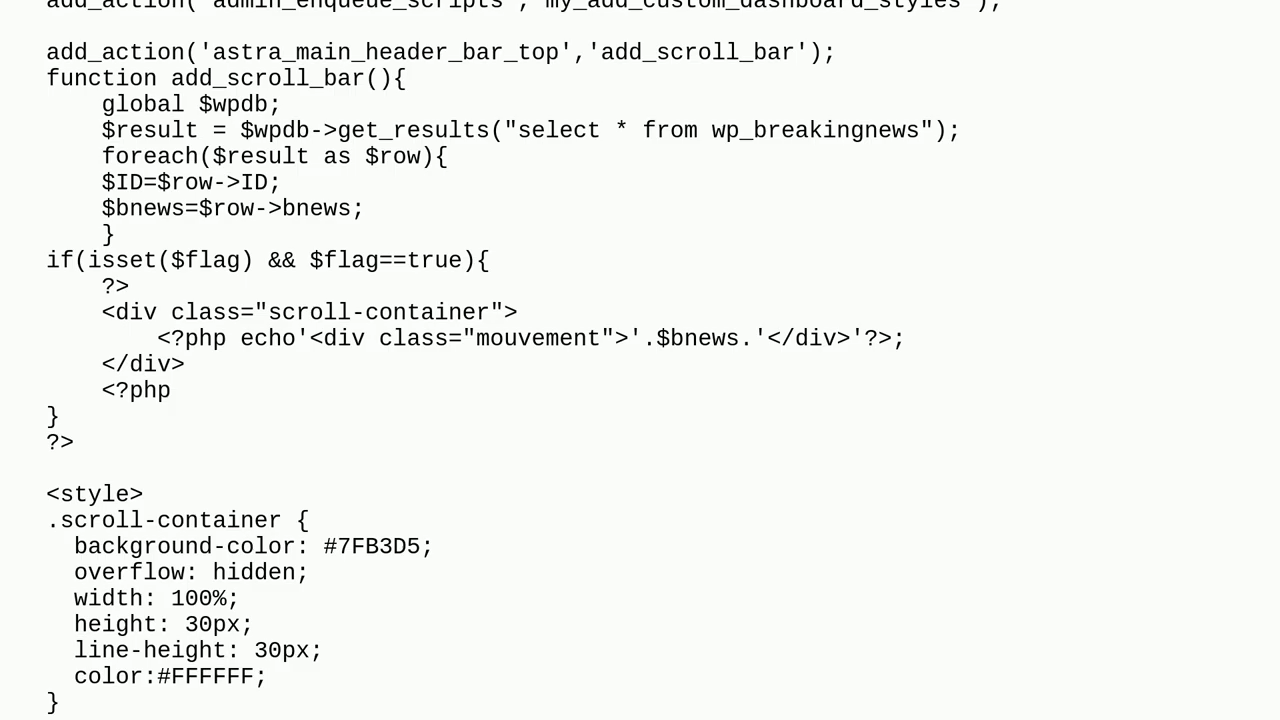 add_action('admin_enqueue_scripts','my_add_custom_dashboard_styles');
add_action('astra_main_header_bar_top','add_scroll_bar');
function add_scroll_bar(){
    global $wpdb;
    $result = $wpdb->get_results("select * from wp_breakingnews");
    foreach($result as $row){
    $ID=$row->ID;
    $bnews=$row->bnews;
    }
if(isset($flag) && $flag==true){
    ?>
    <div class="scroll-container">
        <?php echo'<div class="mouvement">'.$bnews.'</div>'?>;
    </div>
    <?php
}
?>
<style>
.scroll-container {
  background-color: #7FB3D5;
  overflow: hidden;
  width: 100%;
  height: 30px;
  line-height: 30px;
  color:#FFFFFF;
}